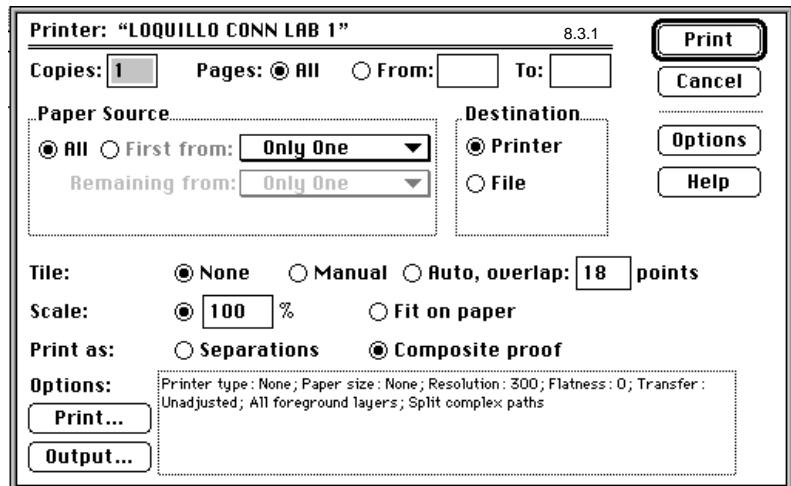 Printer: “LOQUILLO CONN LAB 1” 8.3.1
Print
Copies: 1 Pages: All From: To:
Cancel
Paper Source
Destination
All First from: Only One
Printer
Options
Remaining from: Only One
File
Help
Tile: None Manual Auto, overlap: 18 points
Scale: 100 % Fit on paper
Print as: Separations Composite proof
Options:
Printer type: None; Paper size: None; Resolution: 300; Flatness: 0; Transfer:
Unadjusted; All foreground layers; Split complex paths
Print...
Output...